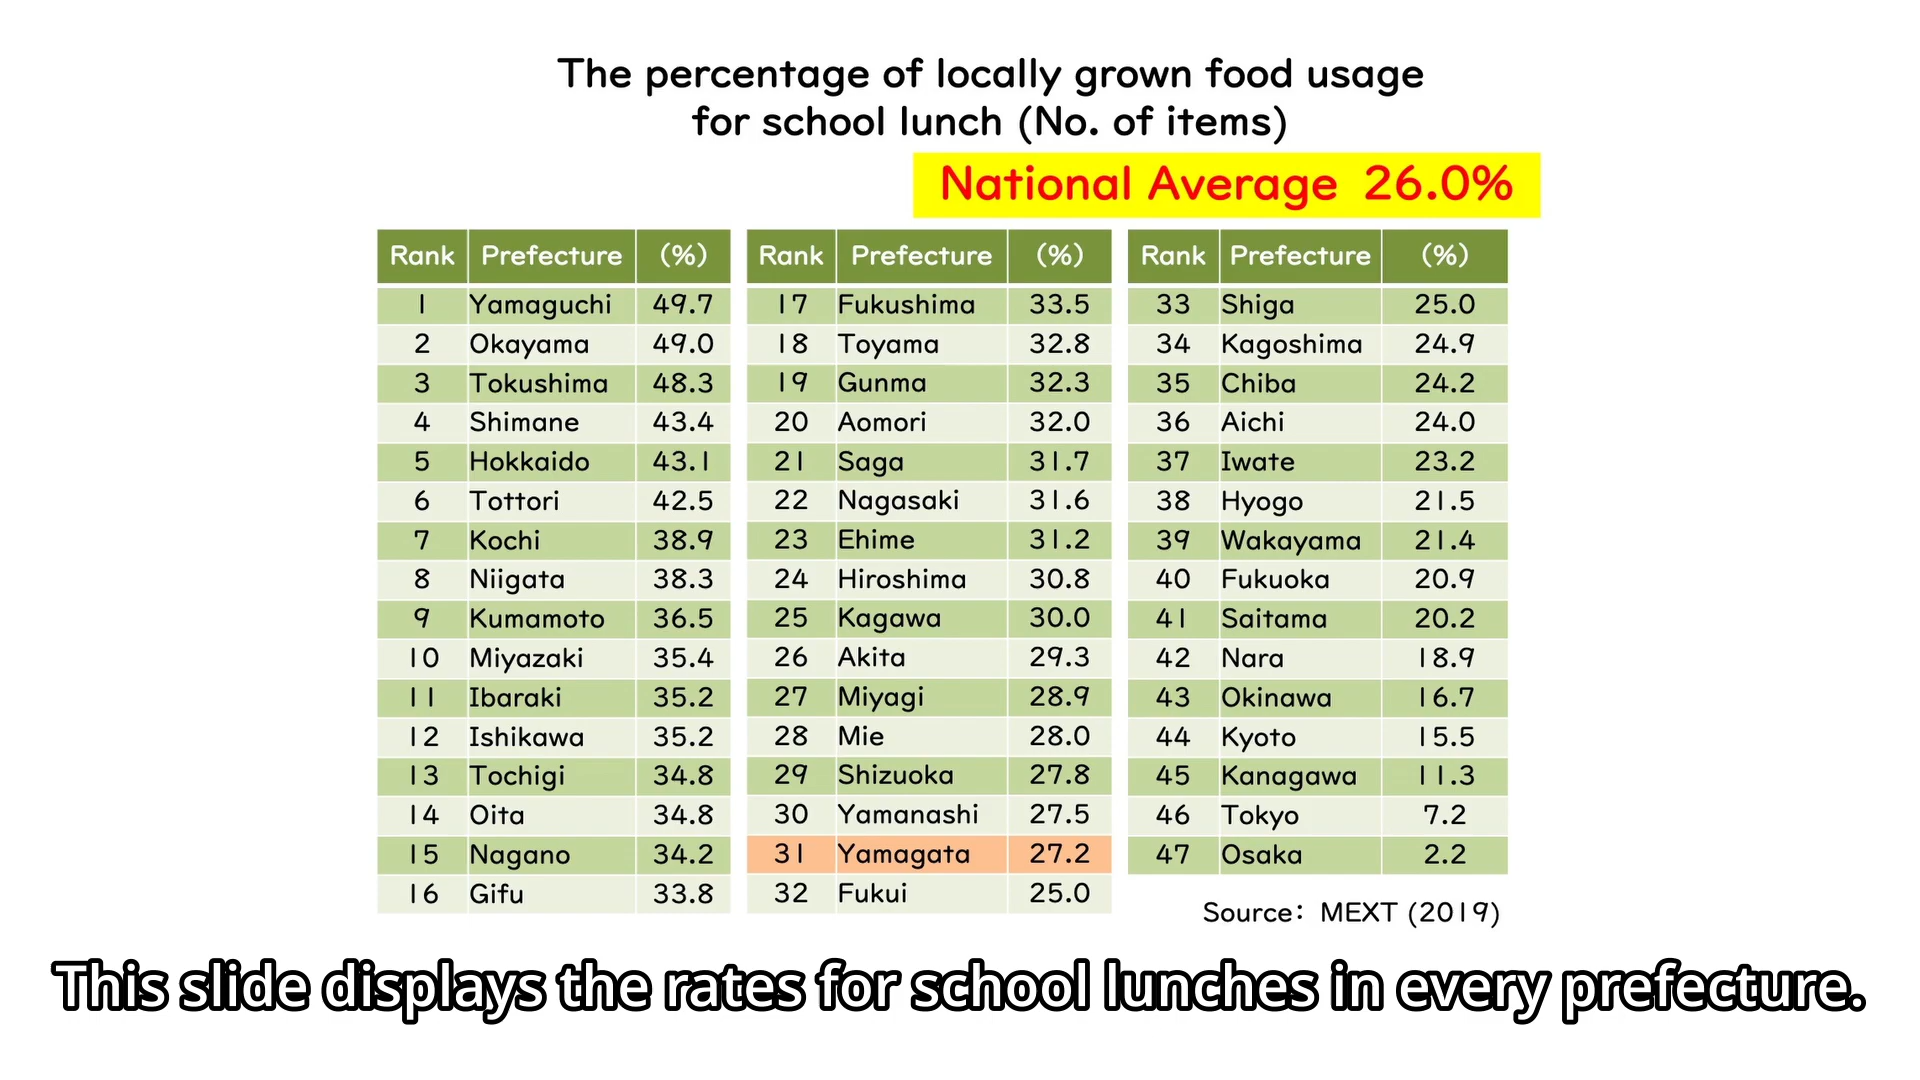 The percentage of locally grown food usage
for school lunch (No. of items)
National Average 26.0%
Rank Prefecture (%)
1 Yamaguchi 49.7
2 Okayama 49.0
3 Tokushima 48.3
4 Shimane 43.4
5 Hokkaido 43.1
6 Tottori 42.5
7 Kochi 38.9
8 Niigata 38.3
9 Kumamoto 36.5
10 Miyazaki 35.4
11 Ibaraki 35.2
12 Ishikawa 35.2
13 Tochigi 34.8
14 Oita 34.8
15 Nagano 34.2
16 Gifu 33.8
Rank Prefecture (%)
17 Fukushima 33.5
18 Toyama 32.8
19 Gunma 32.3
20 Aomori 32.0
21 Saga 31.7
22 Nagasaki 31.6
23 Ehime 31.2
24 Hiroshima 30.8
25 Kagawa 30.0
26 Akita 29.3
27 Miyagi 28.9
28 Mie 28.0
29 Shizuoka 27.8
30 Yamanashi 27.5
31 Yamagata 27.2
32 Fukui 25.0
Rank Prefecture (%)
33 Shiga 25.0
34 Kagoshima 24.9
35 Chiba 24.2
36 Aichi 24.0
37 Iwate 23.2
38 Hyogo 21.5
39 Wakayama 21.4
40 Fukuoka 20.9
41 Saitama 20.2
42 Nara 18.9
43 Okinawa 16.7
44 Kyoto 15.5
45 Kanagawa 11.3
46 Tokyo 7.2
47 Osaka 2.2
Source: MEXT (2019)
This slide displays the rates for school lunches in every prefecture.